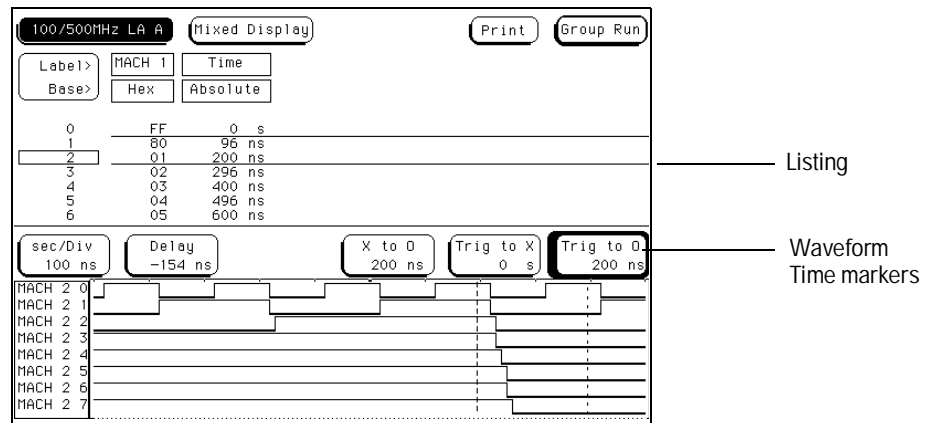 100/500MHz LA A Mixed Display Print Group Run
Label> MACH 1 Time
Base> Hex Absolute
0 FF 0 s
1 80 96 ns
2 01 200 ns
3 02 296 ns
4 03 400 ns
5 04 496 ns
6 05 600 ns
Listing
sec/Div Delay X to O Trig to X Trig to O
100 ns -154 ns 200 ns 0 s 200 ns
Waveform
Time markers
MACH 2 0
MACH 2 1
MACH 2 2
MACH 2 3
MACH 2 4
MACH 2 5
MACH 2 6
MACH 2 7